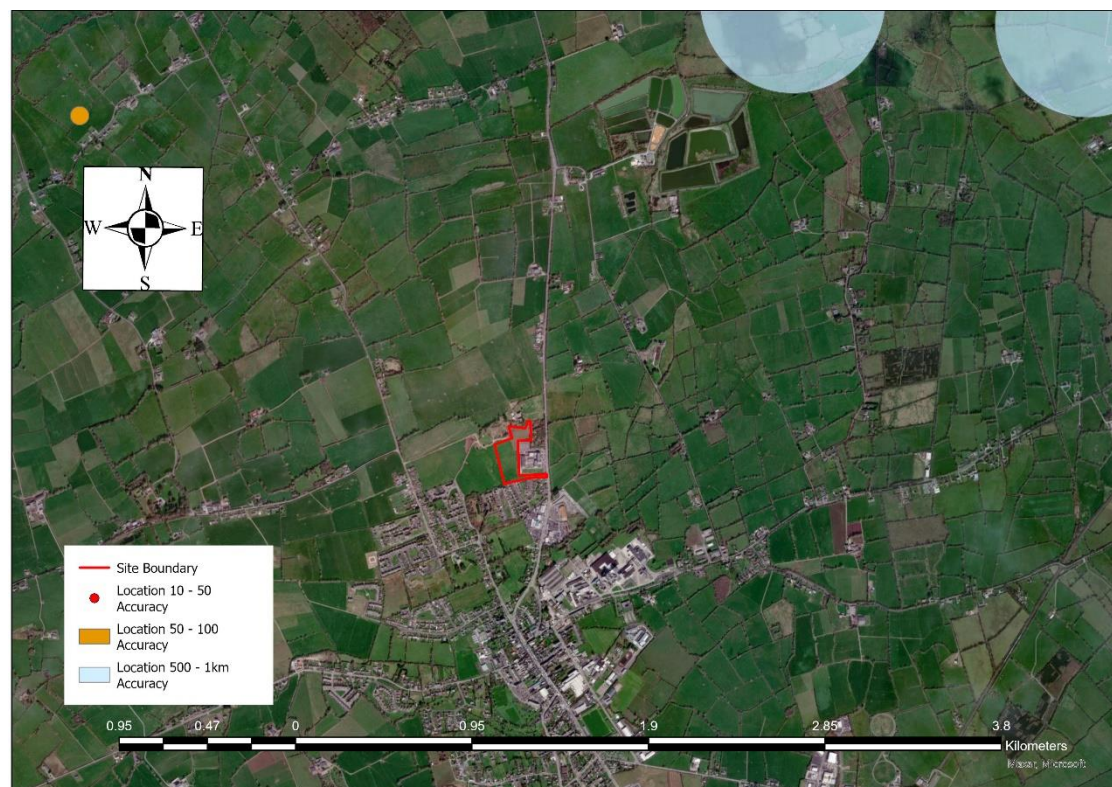 N
W E
S
Site Boundary
Location 10 - 50
Accuracy
Location 50 - 100
Accuracy
Location 500 - 1km
Accuracy
0.95 0.47 0 0.95 1.9 2.85 3.8
Kilometers
Maxar, Microsoft